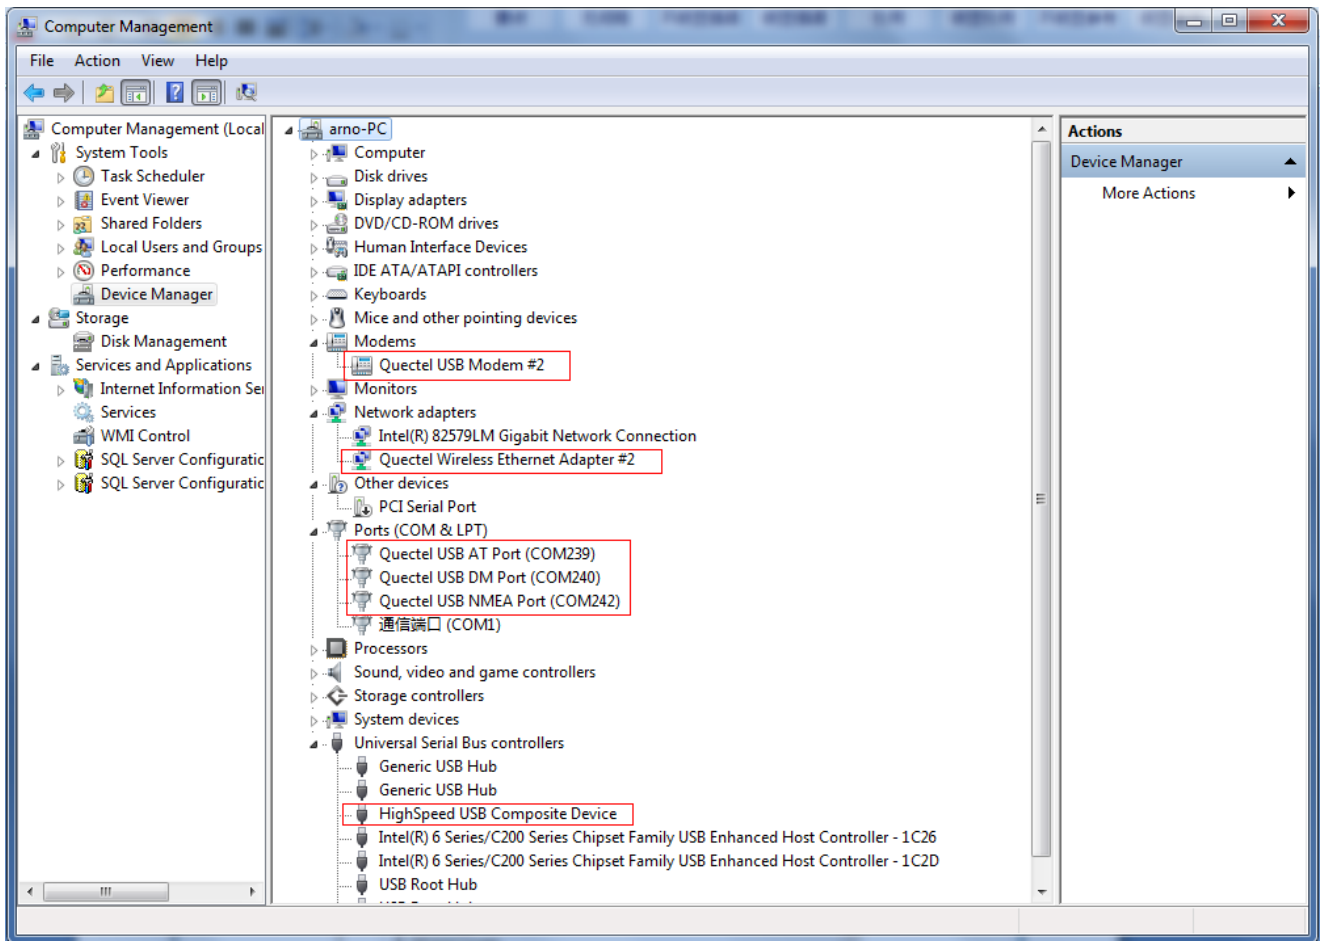 Computer Management
File Action View Help
Computer Management (Local
System Tools
Task Scheduler
Event Viewer
Shared Folders
Local Users and Groups
Performance
Device Manager
Storage
Disk Management
Services and Applications
Internet Information Se
Services
WMI Control
SQL Server Configuratic
SQL Server Configuratic
arno-PC
Computer
Disk drives
Display adapters
DVD/CD-ROM drives
Human Interface Devices
IDE ATA/ATAPI controllers
Keyboards
Mice and other pointing devices
Modems
Quectel USB Modem #2
Monitors
Network adapters
Intel(R) 82579LM Gigabit Network Connection
Quectel Wireless Ethernet Adapter #2
Other devices
PCI Serial Port
Ports (COM & LPT)
Quectel USB AT Port (COM239)
Quectel USB DM Port (COM240)
Quectel USB NMEA Port (COM242)
通信端口 (COM1)
Processors
Sound, video and game controllers
Storage controllers
System devices
Universal Serial Bus controllers
Generic USB Hub
Generic USB Hub
HighSpeed USB Composite Device
Intel(R) 6 Series/C200 Series Chipset Family USB Enhanced Host Controller - 1C26
Intel(R) 6 Series/C200 Series Chipset Family USB Enhanced Host Controller - 1C2D
USB Root Hub
Actions
Device Manager
More Actions